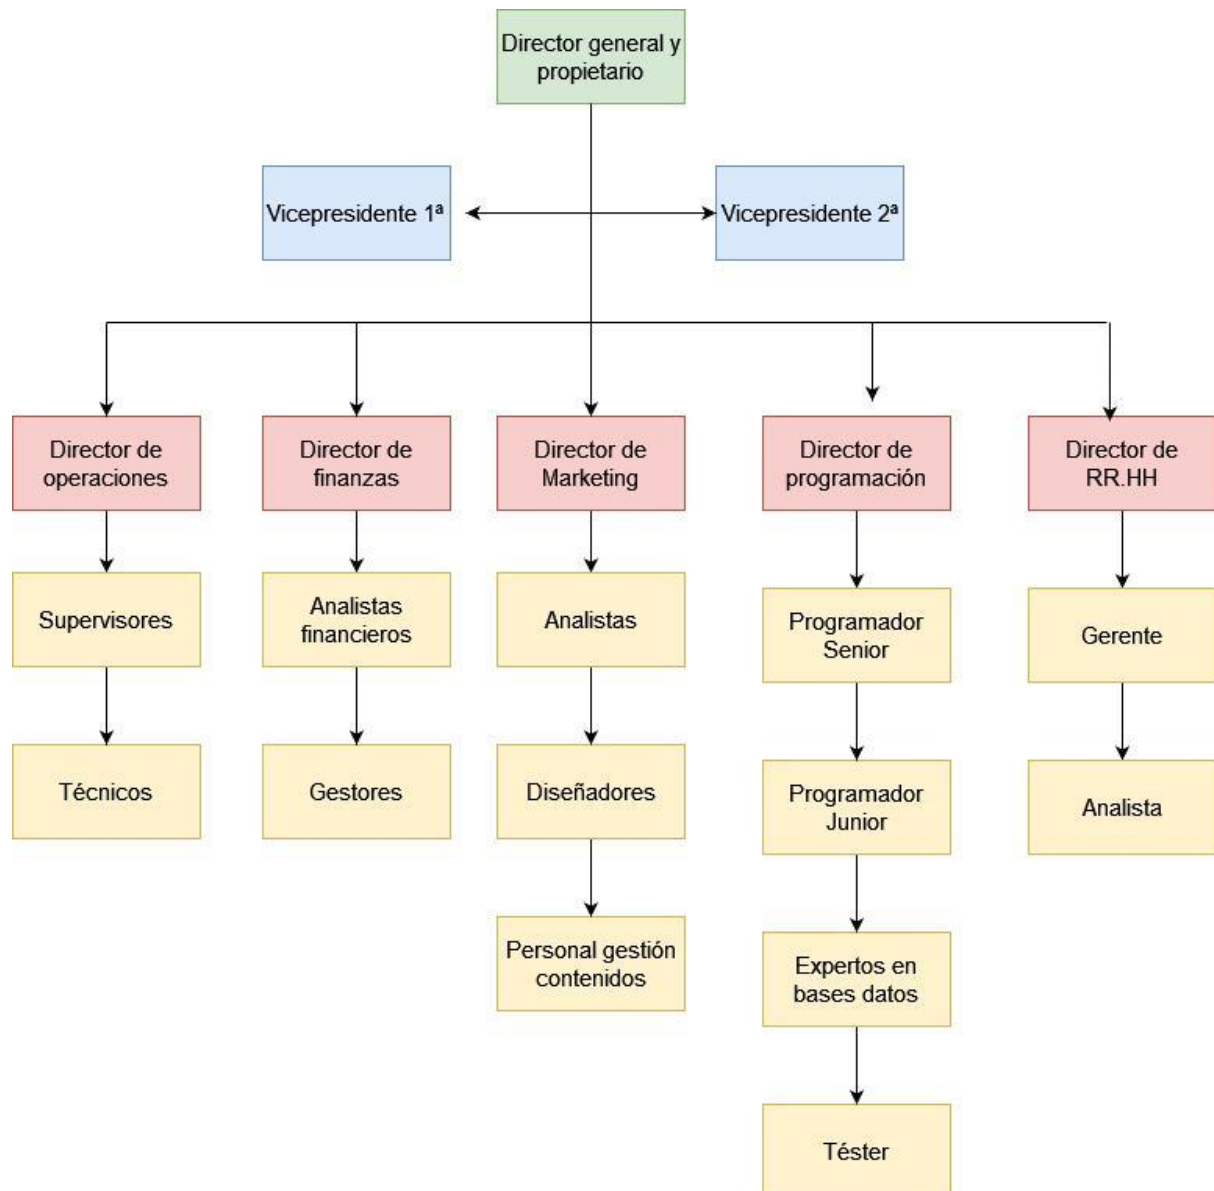 Director general y
propietario
Vicepresidente 1ª
Vicepresidente 2ª
Director de
operaciones
Director de
finanzas
Director de
Marketing
Director de
programación
Director de
RR.HH
Supervisores
Analistas
financieros
Analistas
Programador
Senior
Gerente
Técnicos
Gestores
Diseñadores
Programador
Junior
Analista
Personal gestión
contenidos
Expertos en
bases datos
Téster